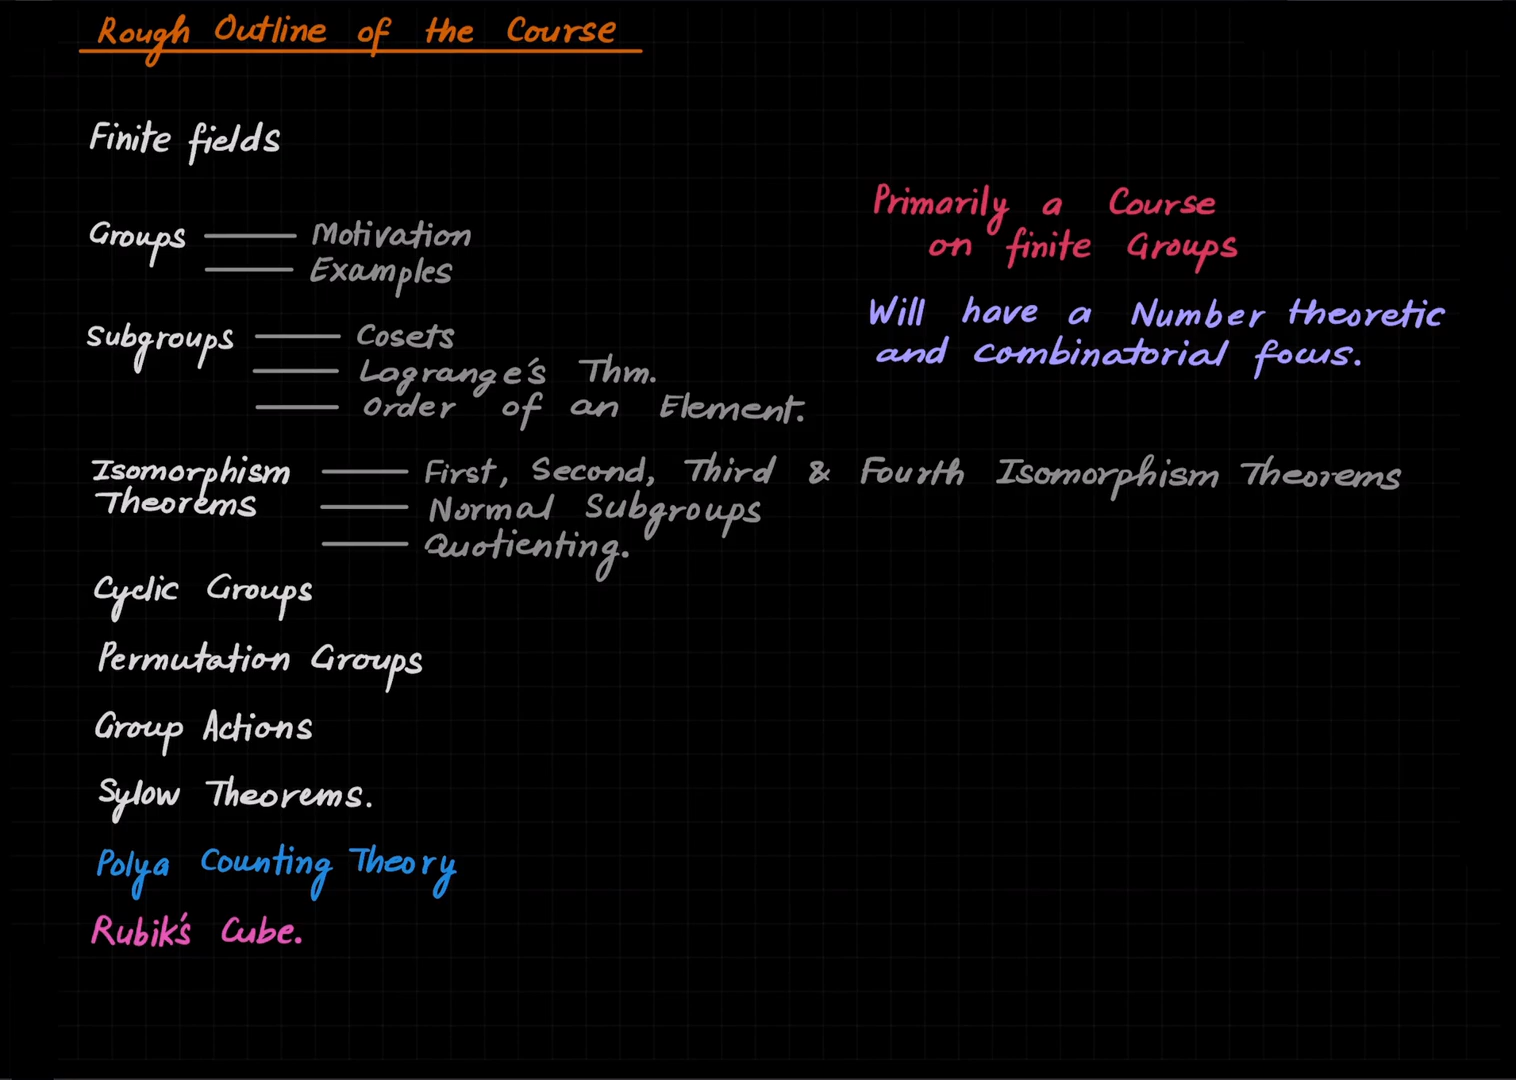 Rough Outline of the Course
Finite fields
Groups — Motivation
— Examples
Subgroups — Cosets
— Lagrange's Thm.
— Order of an Element.
Isomorphism — First, Second, Third & Fourth Isomorphism Theorems
Theorems — Normal Subgroups
— Quotienting.
Cyclic Groups
Permutation Groups
Group Actions
Sylow Theorems.
Polya Counting Theory
Rubik's Cube.
Primarily a Course
on finite Groups
Will have a Number theoretic
and combinatorial focus.